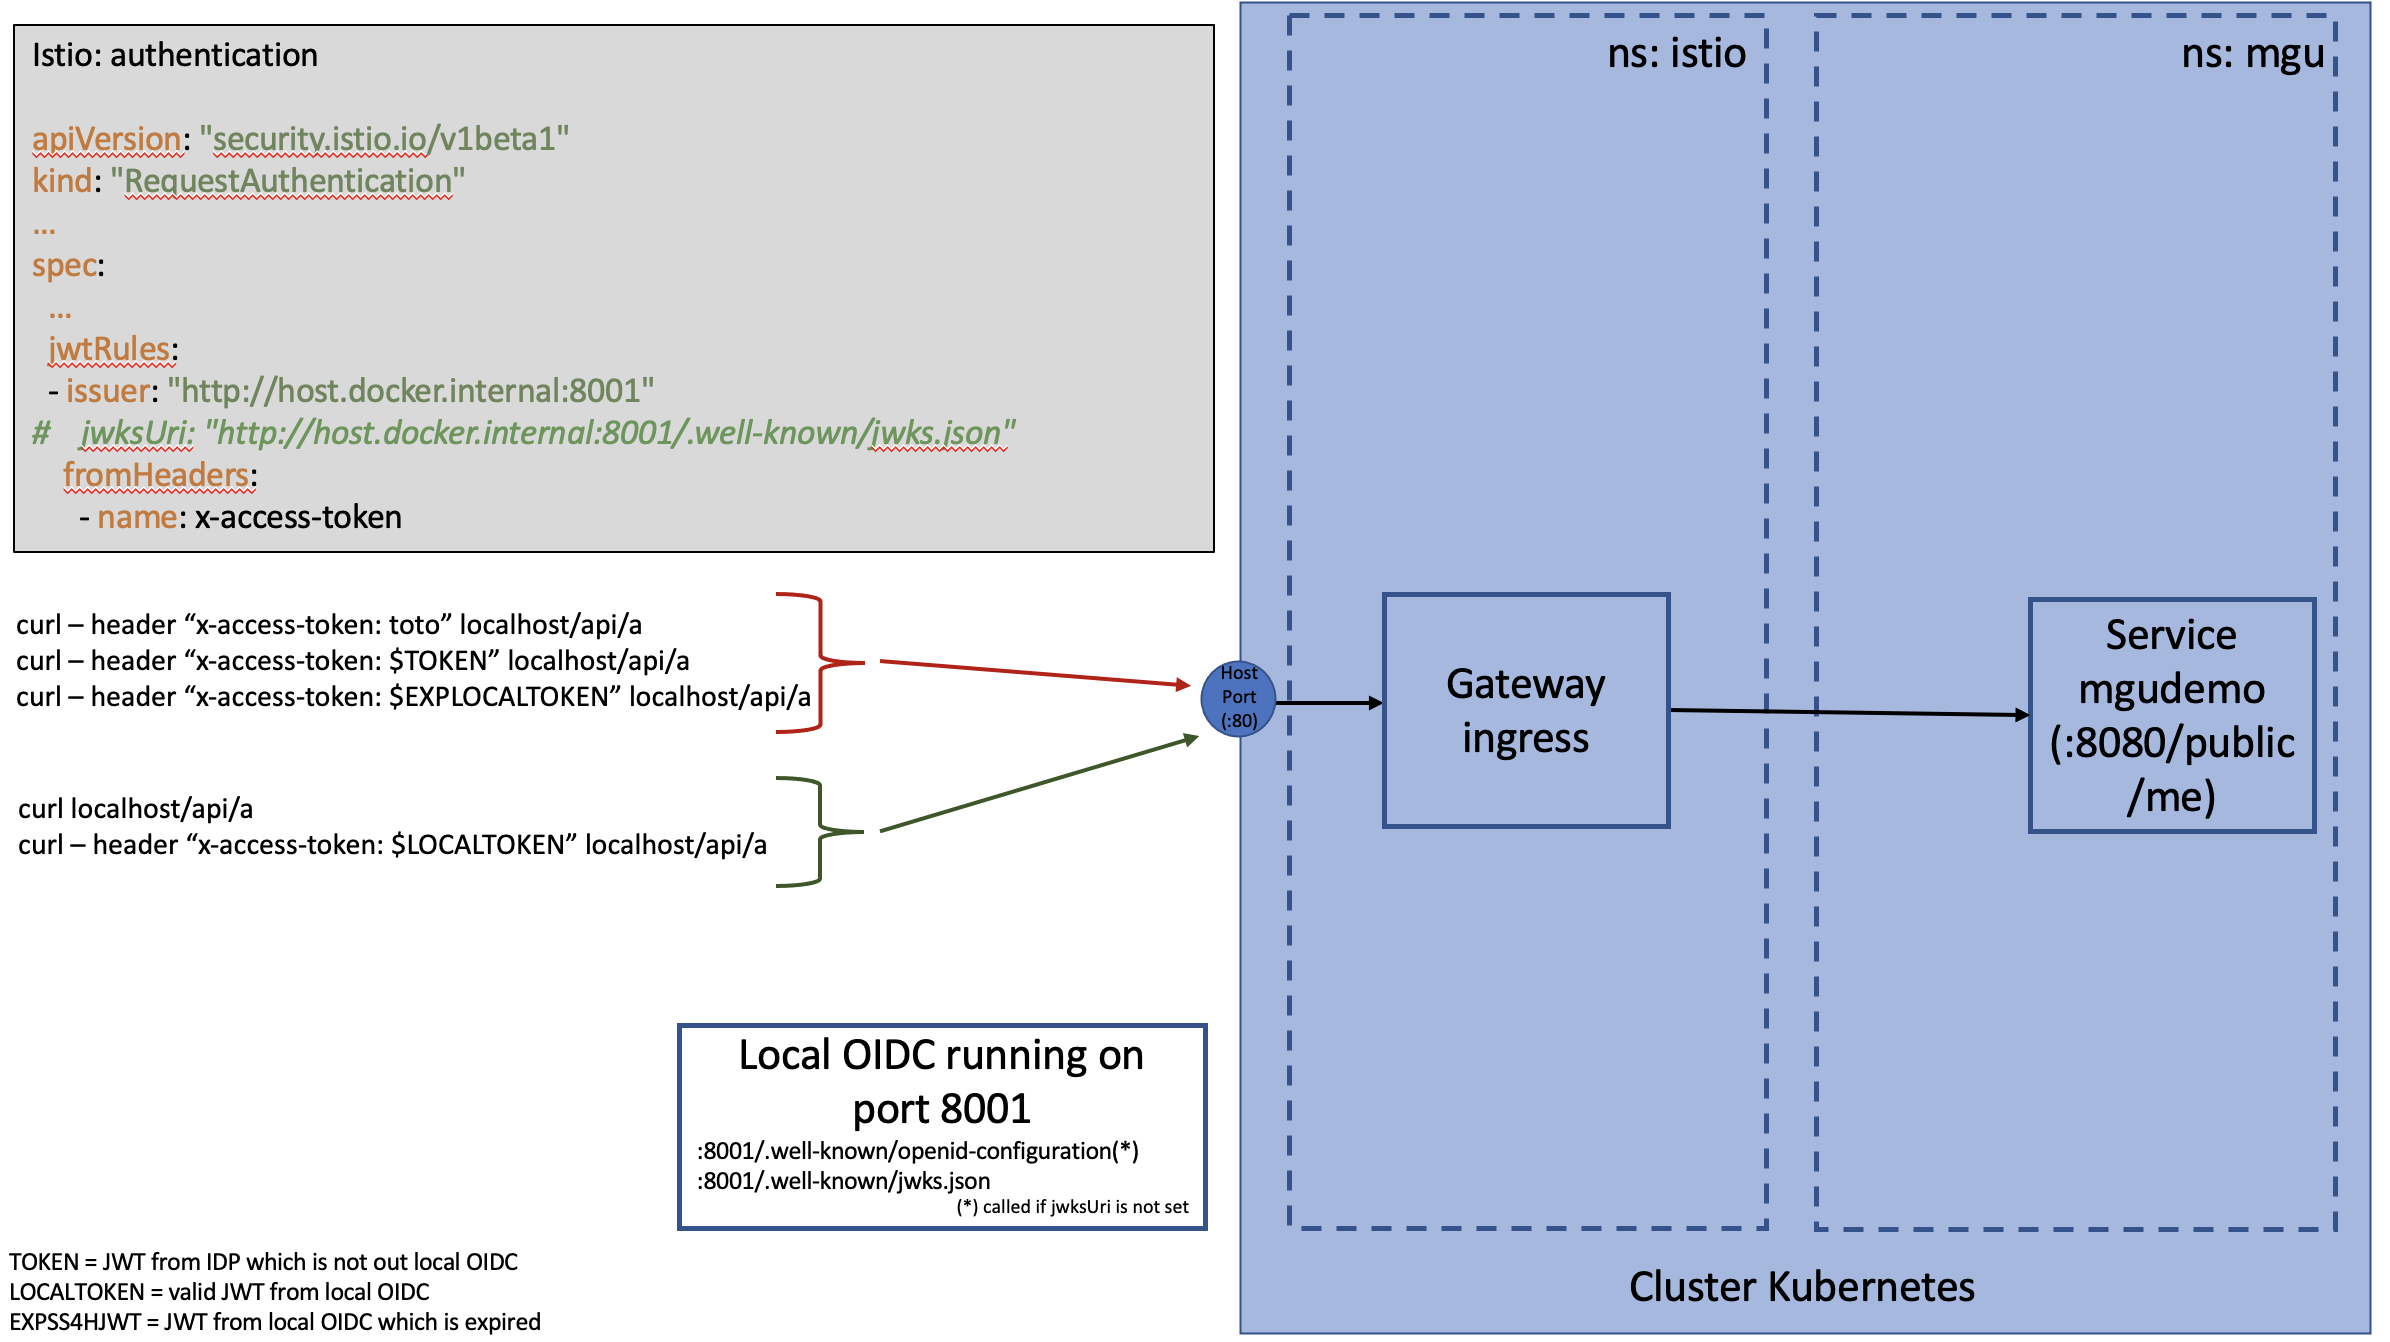 Istio: authentication
apiVersion: "security.istio.io/v1beta1"
kind: "RequestAuthentication"
...
spec:
...
jwtRules:
- issuer: "http://host.docker.internal:8001"
#    jwksUri: "http://host.docker.internal:8001/.well-known/jwks.json"
fromHeaders:
- name: x-access-token
curl – header “x-access-token: toto” localhost/api/a
curl – header “x-access-token: $TOKEN” localhost/api/a
curl – header “x-access-token: $EXPLOCALTOKEN” localhost/api/a
curl localhost/api/a
curl – header “x-access-token: $LOCALTOKEN” localhost/api/a
Local OIDC running on
port 8001
:8001/.well-known/openid-configuration(*)
:8001/.well-known/jwks.json
(*) called if jwksUri is not set
TOKEN = JWT from IDP which is not out local OIDC
LOCALTOKEN = valid JWT from local OIDC
EXPSS4HJWT = JWT from local OIDC which is expired
Host
Port
(:80)
ns: istio
Gateway
ingress
ns: mgu
Service
mgudemo
(:8080/public
/me)
Cluster Kubernetes